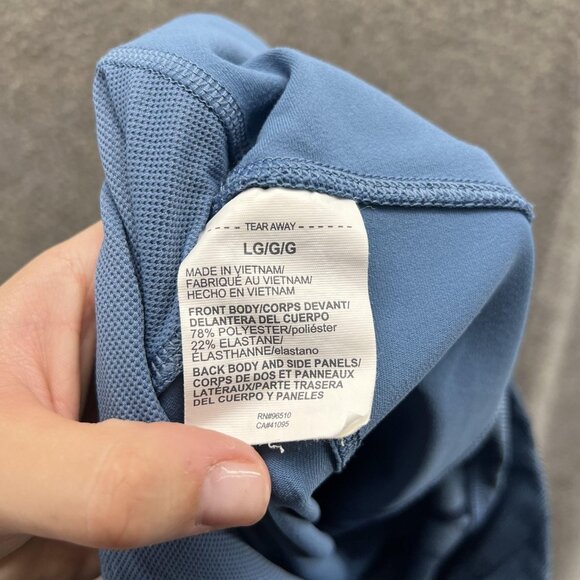 ----- TEAR AWAY -----
LG/G/G
MADE IN VIETNAM/
FABRIQUÉ AU VIETNAM/
HECHO EN VIETNAM
FRONT BODY/CORPS DEVANT/
DELANTERA DEL CUERPO
78% POLYESTER/poliéster
22% ELASTANE/
ÉLASTHANNE/elastano
BACK BODY AND SIDE PANELS/
CORPS DE DOS ET PANNEAUX
LATÉRAUX/PARTE TRASERA
DEL CUERPO Y PANELES
RN#96510
CA#41095